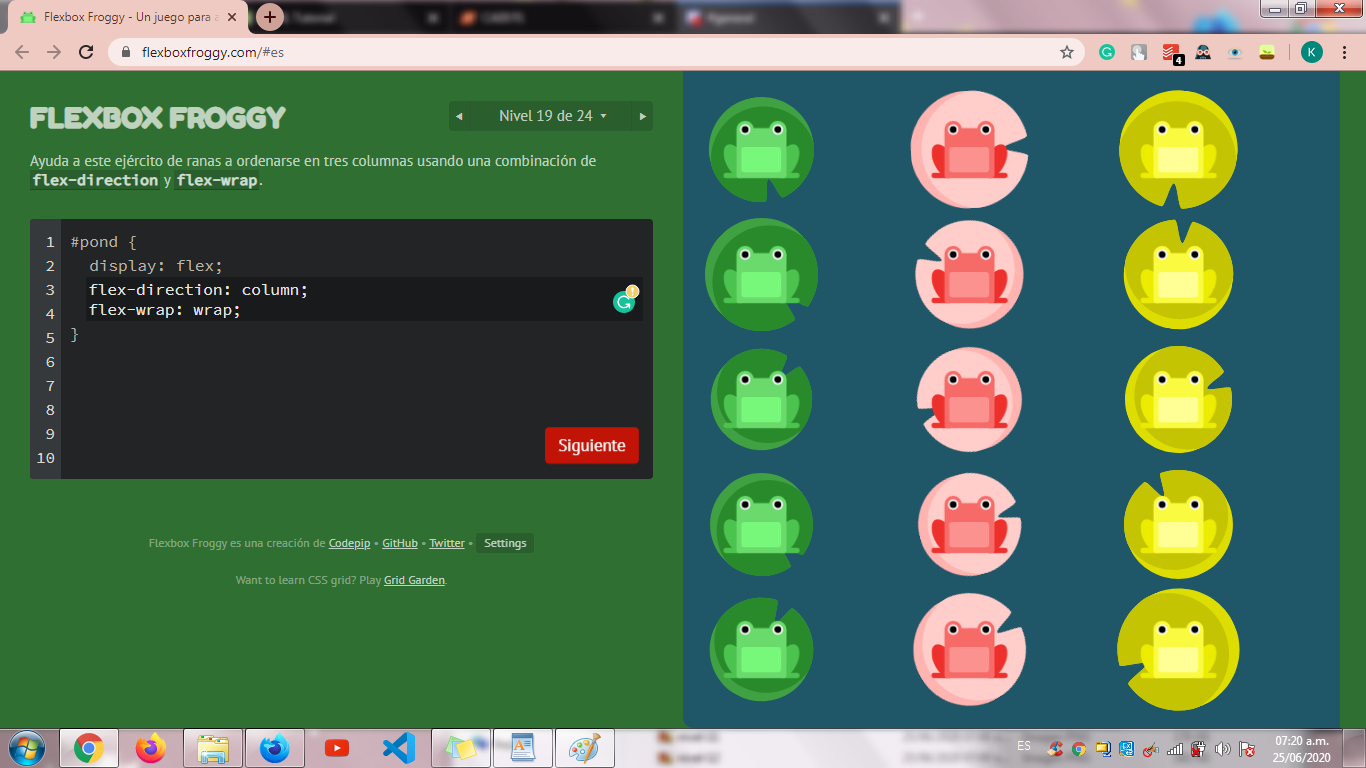 Flexbox Froggy - Un juego para a
Tutorial
flexboxfroggy.com/#es
4
K
FLEXBOX FROGGY
◄ Nivel 19 de 24 ▾ ►
Ayuda a este ejército de ranas a ordenarse en tres columnas usando una combinación de
flex-direction y flex-wrap.
1 #pond {
2 display: flex;
3 flex-direction: column;
4 flex-wrap: wrap;
5 }
6
7
8
9
10
Siguiente
Flexbox Froggy es una creación de Codepip • GitHub • Twitter • Settings
Want to learn CSS grid? Play Grid Garden.
ES
07:20 a.m.
25/06/2020